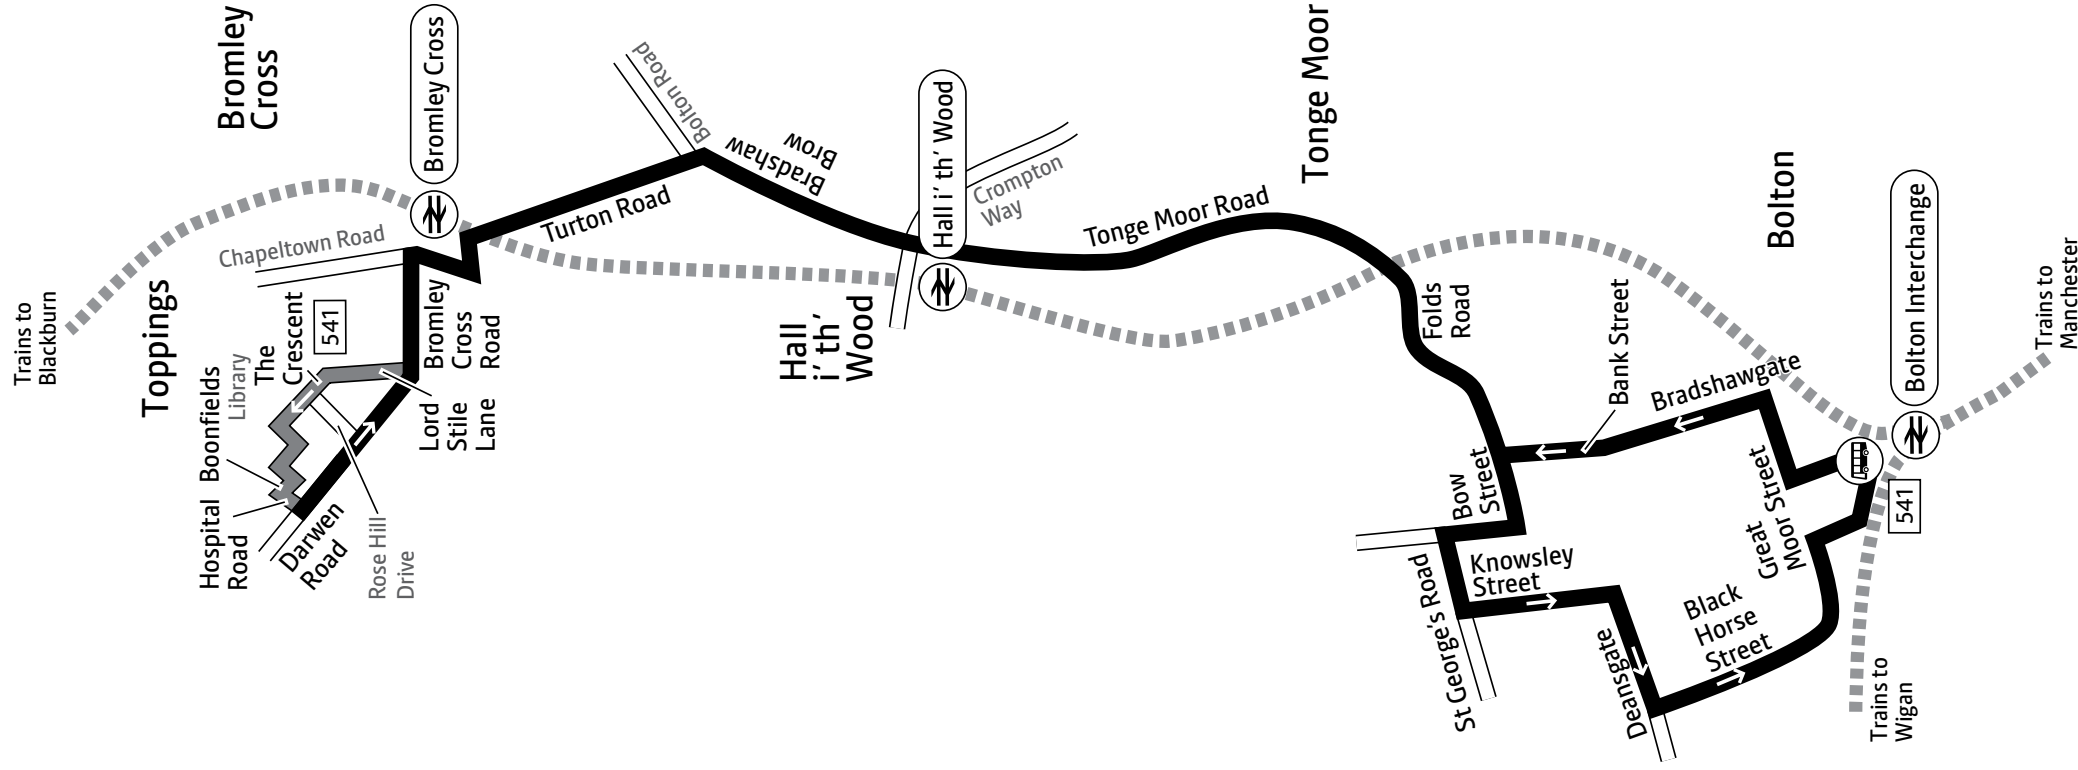 Trains to
Blackburn
Toppings
Bromley
Cross
Bromley Cross
Chapeltown Road
541
The
Crescent
Library
Boonfields
Hospital
Road
Darwen
Road
Rose Hill
Drive
Lord
Stile
Lane
Bromley
Cross
Road
Turton Road
Bolton Road
Bradshaw
Brow
Hall i’ th’ Wood
Hall
i’ th’
Wood
Crompton
Way
Tonge Moor Road
Tonge Moor
Folds
Road
Bow
Street
St George’s Road
Knowsley
Street
Deansgate
Black
Horse
Street
Great
Moor Street
Bank Street
Bradshawgate
Bolton
Bolton Interchange
541
Trains to
Manchester
Trains to
Wigan